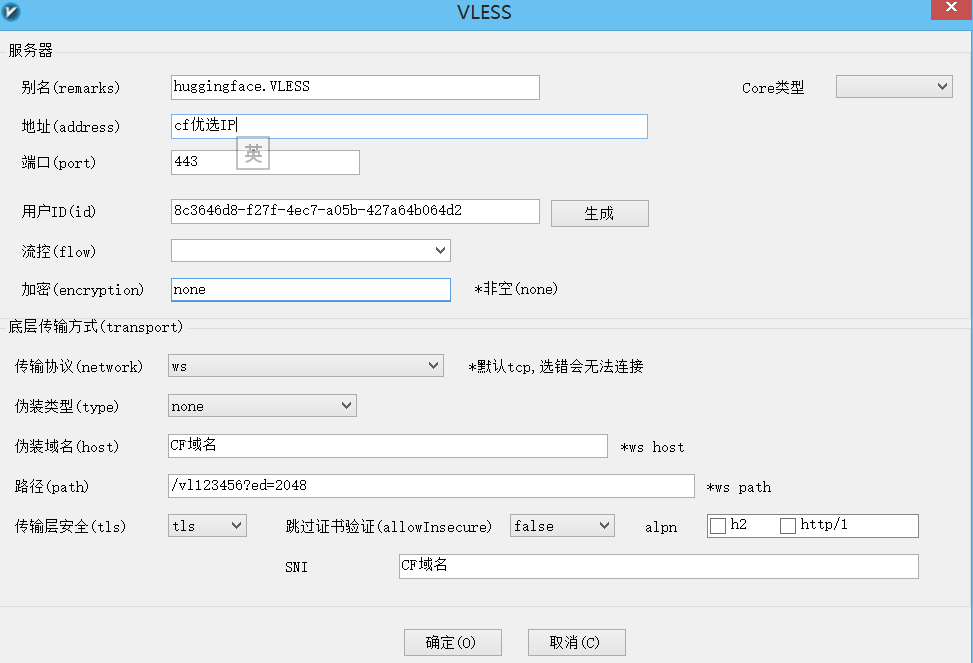 VLESS
服务器
别名(remarks) huggingface.VLESS Core类型
地址(address) cf优选IP
英
端口(port) 443
用户ID(id) 8c3646d8-f27f-4ec7-a05b-427a64b064d2 生成
流控(flow)
加密(encryption) none *非空(none)
底层传输方式(transport)
传输协议(network) ws *默认tcp,选错会无法连接
伪装类型(type) none
伪装域名(host) CF域名 *ws host
路径(path) /vl123456?ed=2048 *ws path
传输层安全(tls) tls 跳过证书验证(allowInsecure) false alpn h2 http/1
SNI CF域名
确定(O) 取消(C)